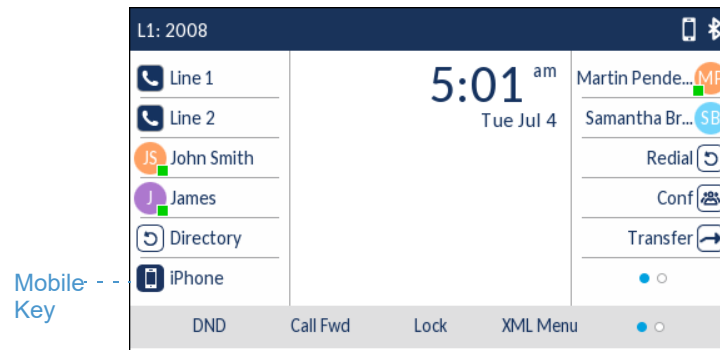 L1: 2008
Line 1
Line 2
JS John Smith
J James
Directory
iPhone
Mobile
Key
5:01 am
Tue Jul 4
Martin Pende... MP
Samantha Br... SB
Redial
Conf
Transfer
DND Call Fwd Lock XML Menu